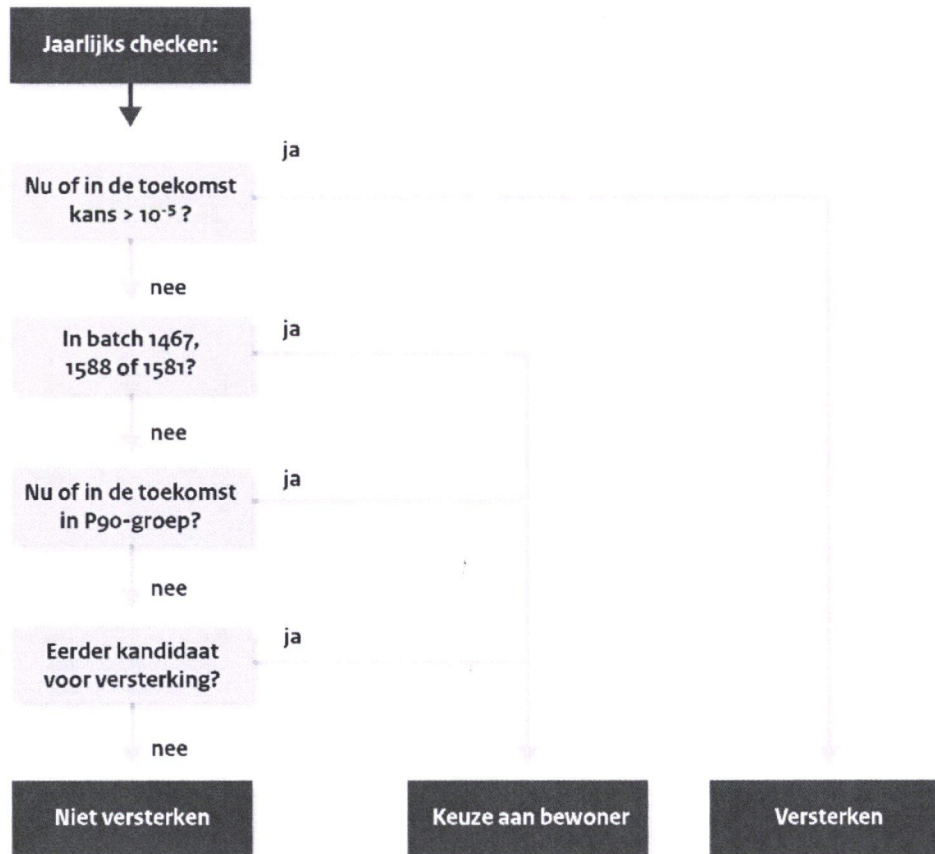 Jaarlijks checken:
ja
Nu of in de toekomst
kans > 10⁻⁵ ?
nee
ja
In batch 1467,
1588 of 1581?
nee
ja
Nu of in de toekomst
in P90-groep?
nee
ja
Eerder kandidaat
voor versterking?
nee
Niet versterken
Keuze aan bewoner
Versterken